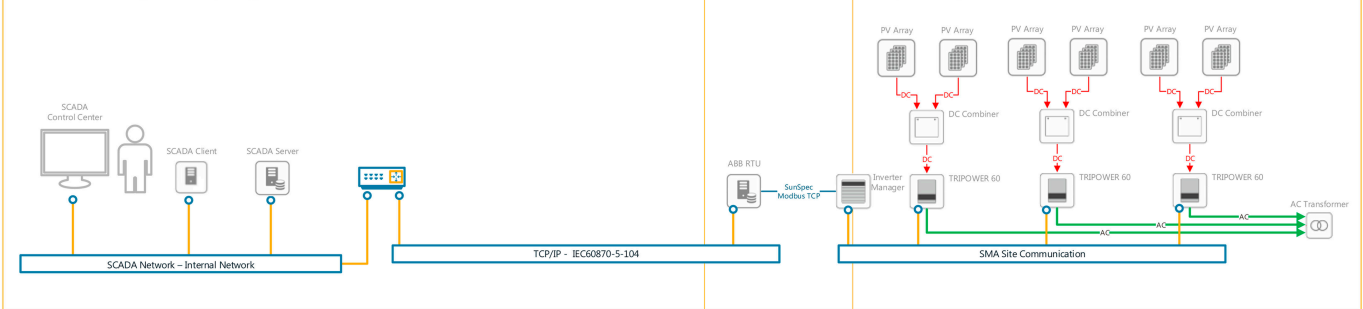 PV Array
PV Array
PV Array
PV Array
PV Array
PV Array
DC
DC
DC
DC
DC
DC
SCADA
Control Center
DC Combiner
DC Combiner
DC Combiner
SCADA Client
SCADA Server
DC
DC
DC
ABB RTU
SunSpec
Modbus TCP
Inverter
Manager
TRIPOWER 60
TRIPOWER 60
TRIPOWER 60
AC Transformer
AC
AC
AC
SCADA Network – Internal Network
TCP/IP - IEC60870-5-104
SMA Site Communication